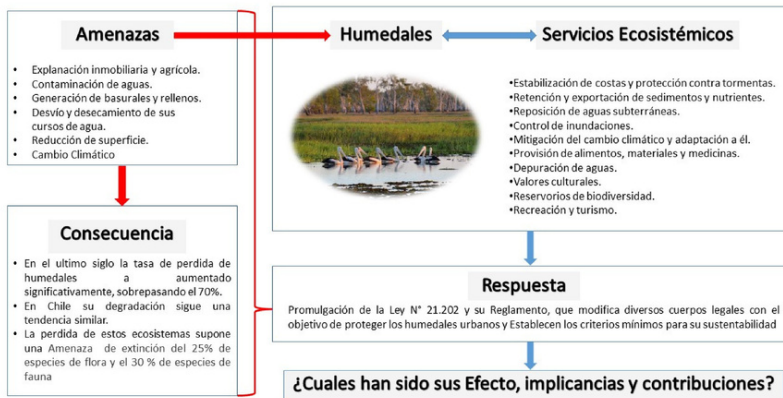 Amenazas
• Explanación inmobiliaria y agrícola.
• Contaminación de aguas.
• Generación de basurales y rellenos.
• Desvío y desecamiento de sus
cursos de agua.
• Reducción de superficie.
• Cambio Climático
Humedales
Servicios Ecosistémicos
•Estabilización de costas y protección contra tormentas.
•Retención y exportación de sedimentos y nutrientes.
•Reposición de aguas subterráneas.
•Control de inundaciones.
•Mitigación del cambio climático y adaptación a él.
•Provisión de alimentos, materiales y medicinas.
•Depuración de aguas.
•Valores culturales.
•Reservorios de biodiversidad.
•Recreación y turismo.
Consecuencia
• En el ultimo siglo la tasa de perdida de
humedales a aumentado
significativamente, sobrepasando el 70%.
• En Chile su degradación sigue una
tendencia similar.
• La perdida de estos ecosistemas supone
una Amenaza de extinción del 25% de
especies de flora y el 30 % de especies de
fauna
Respuesta
Promulgación de la Ley N° 21.202 y su Reglamento, que modifica diversos cuerpos legales con el
objetivo de proteger los humedales urbanos y Establecen los criterios mínimos para su sustentabilidad
¿Cuales han sido sus Efecto, implicancias y contribuciones?